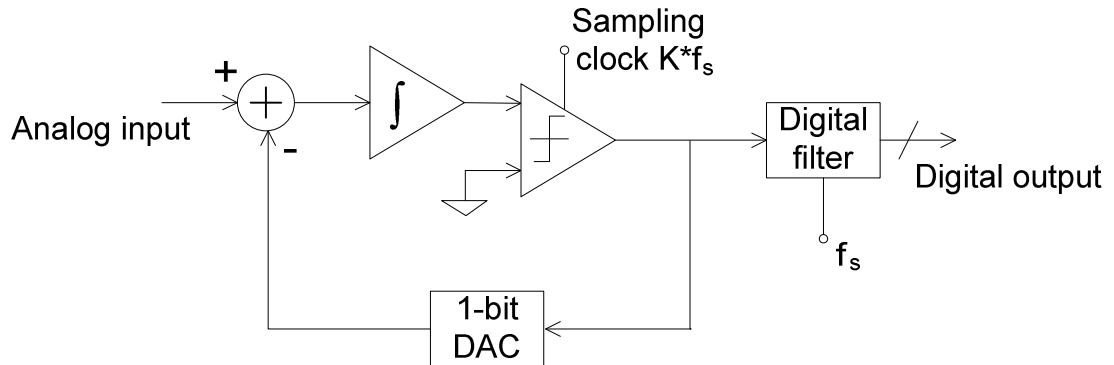 Sampling
clock K*fs
+
Analog input
+
-
∫
Digital
filter
Digital output
fs
1-bit
DAC